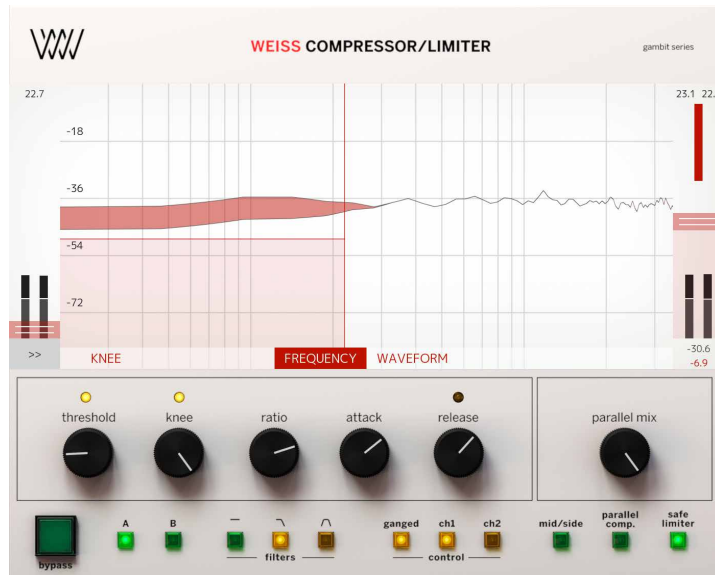 WEISS COMPRESSOR/LIMITER
gambit series
22.7
23.1 22.
-18
-36
-54
-72
-30.6
-6.9
>>
KNEE
FREQUENCY
WAVEFORM
threshold
knee
ratio
attack
release
parallel mix
A
B
ganged
ch1
ch2
mid/side
parallel
comp.
safe
limiter
filters
control
bypass